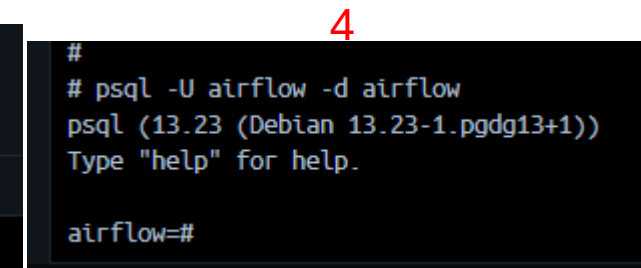 4
#
# psql -U airflow -d airflow
psql (13.23 (Debian 13.23-1.pgdg13+1))
Type "help" for help.
airflow=#